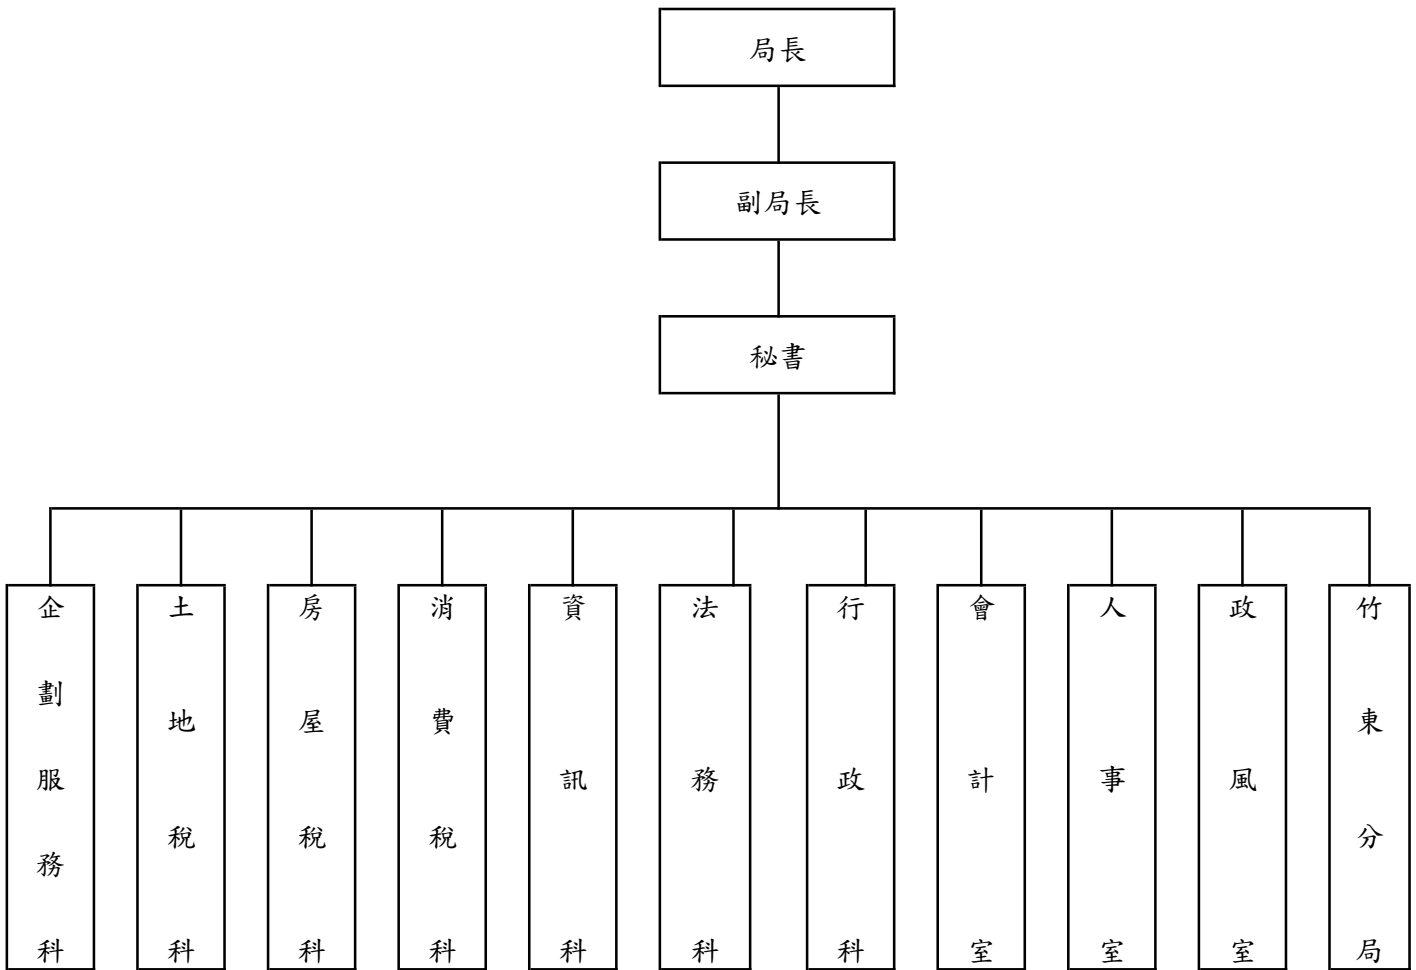 局長
副局長
秘書
企劃服務科
土地稅科
房屋稅科
消費稅科
資訊科
法務科
行政科
會計室
人事室
政風室
竹東分局